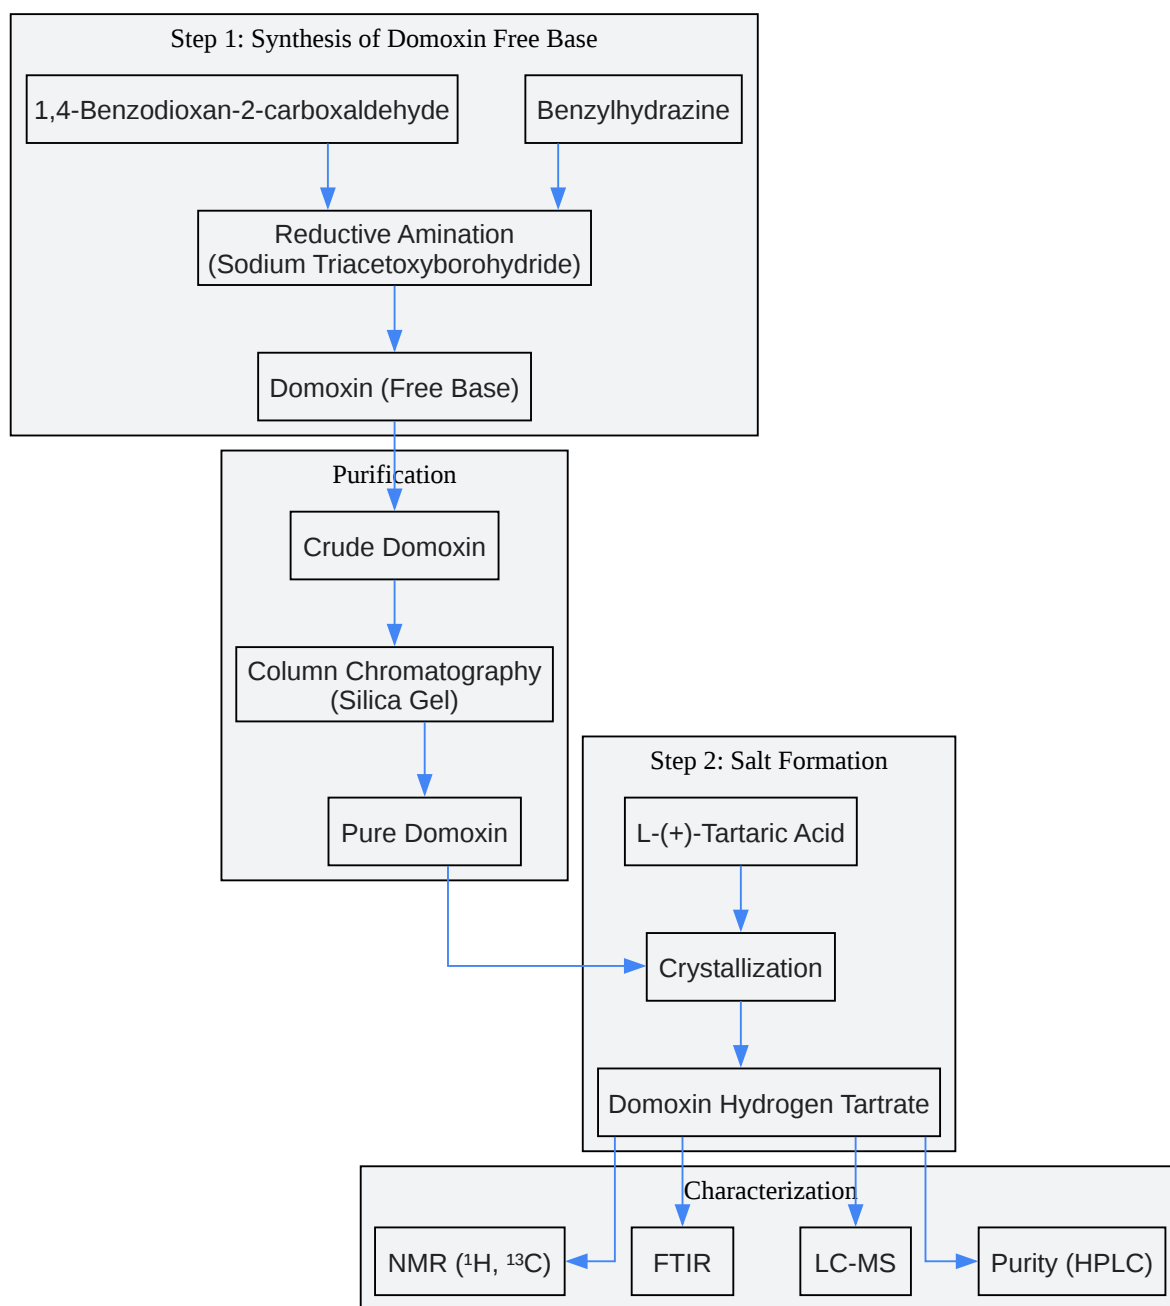 Step 1: Synthesis of Domoxin Free Base
1,4-Benzodioxan-2-carboxaldehyde
Benzylhydrazine
Reductive Amination
(Sodium Triacetoxyborohydride)
Domoxin (Free Base)
Purification
Crude Domoxin
Column Chromatography
(Silica Gel)
Pure Domoxin
Step 2: Salt Formation
L-(+)-Tartaric Acid
Crystallization
Domoxin Hydrogen Tartrate
Characterization
NMR (¹H, ¹³C)
FTIR
LC-MS
Purity (HPLC)